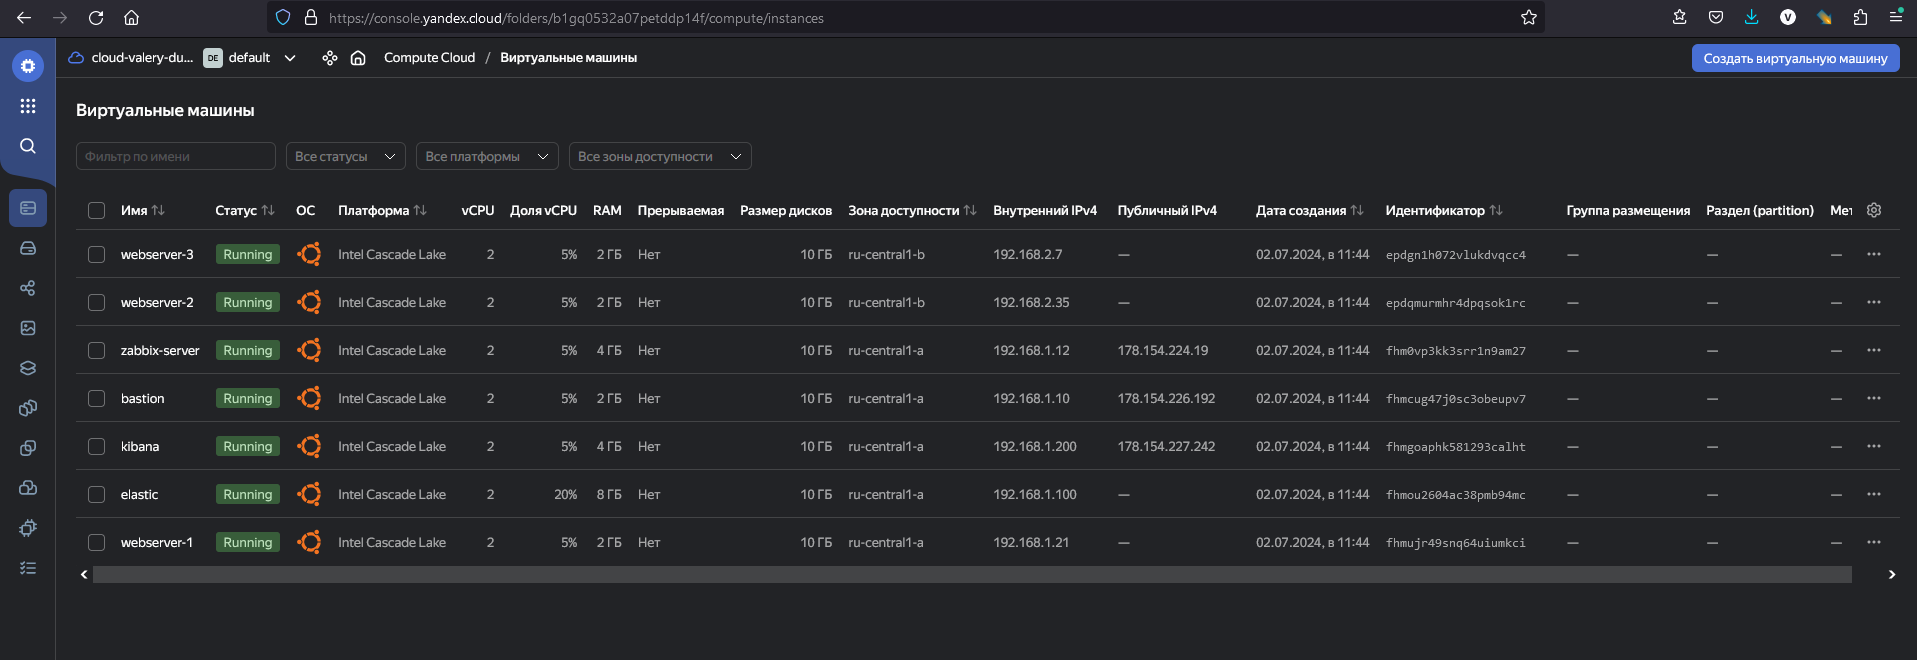 https://console.yandex.cloud/folders/b1gq0532a07petddp14f/compute/instances
V
cloud-valery-du... DE default Compute Cloud / Виртуальные машины Создать виртуальную машину
Виртуальные машины
Фильтр по имени Все статусы Все платформы Все зоны доступности
Имя Статус ОС Платформа vCPU Доля vCPU RAM Прерываемая Размер дисков Зона доступности Внутренний IPv4 Публичный IPv4 Дата создания Идентификатор Группа размещения Раздел (partition) Мет
webserver-3 Running Intel Cascade Lake 2 5% 2 ГБ Нет 10 ГБ ru-central1-b 192.168.2.7 — 02.07.2024, в 11:44 epdgn1h072vlukdvqcc4 — — —
webserver-2 Running Intel Cascade Lake 2 5% 2 ГБ Нет 10 ГБ ru-central1-b 192.168.2.35 — 02.07.2024, в 11:44 epdqmurmhr4dpqsok1rc — — —
zabbix-server Running Intel Cascade Lake 2 5% 4 ГБ Нет 10 ГБ ru-central1-a 192.168.1.12 178.154.224.19 02.07.2024, в 11:44 fhm0vp3kk3srr1n9am27 — — —
bastion Running Intel Cascade Lake 2 5% 2 ГБ Нет 10 ГБ ru-central1-a 192.168.1.10 178.154.226.192 02.07.2024, в 11:44 fhmcug47j0sc3obeupv7 — — —
kibana Running Intel Cascade Lake 2 5% 4 ГБ Нет 10 ГБ ru-central1-a 192.168.1.200 178.154.227.242 02.07.2024, в 11:44 fhmgoaphk581293calht — — —
elastic Running Intel Cascade Lake 2 20% 8 ГБ Нет 10 ГБ ru-central1-a 192.168.1.100 — 02.07.2024, в 11:44 fhmou2604ac38pmb94mc — — —
webserver-1 Running Intel Cascade Lake 2 5% 2 ГБ Нет 10 ГБ ru-central1-a 192.168.1.21 — 02.07.2024, в 11:44 fhmujr49snq64uiumkci — — —